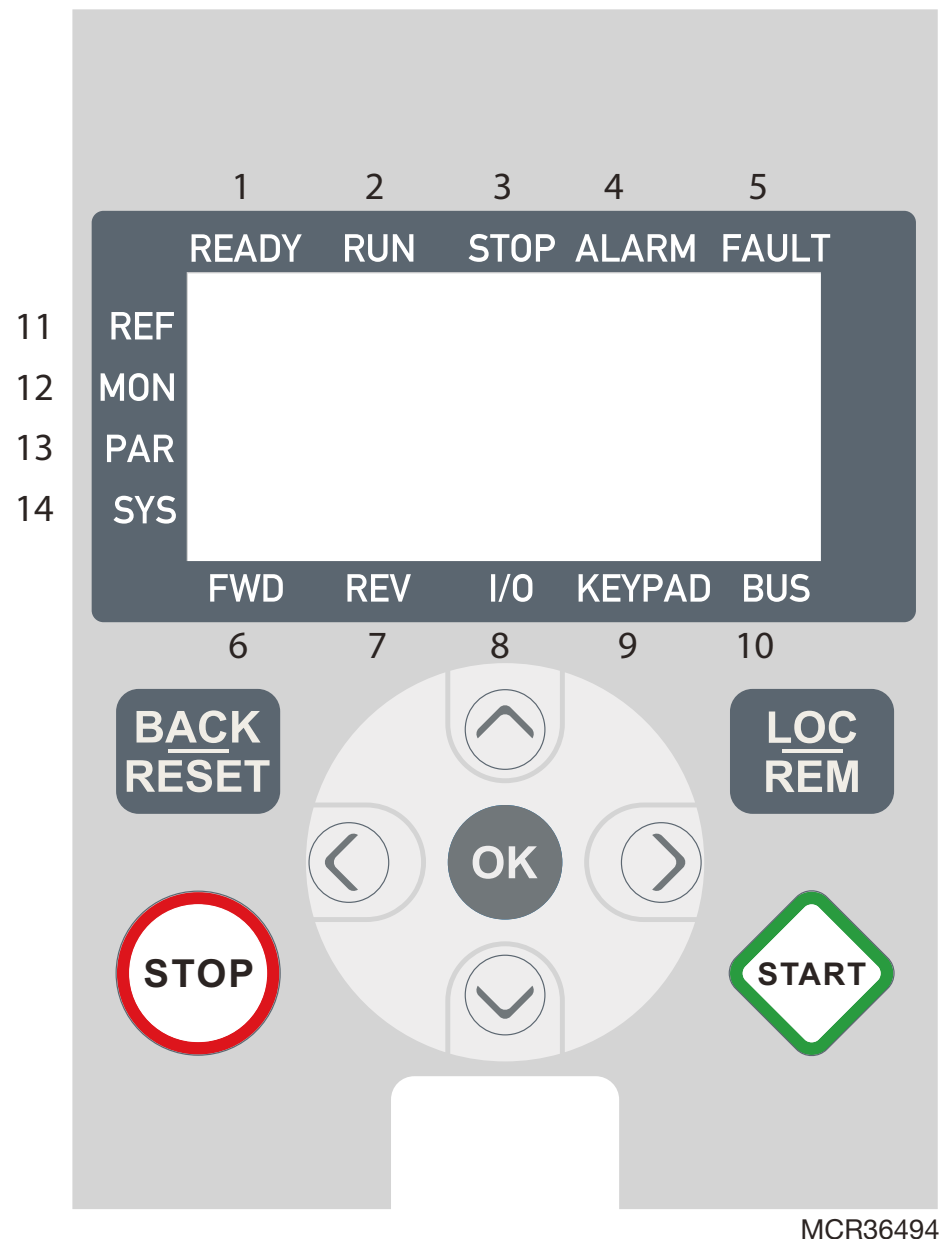 1 2 3 4 5
READY RUN STOP ALARM FAULT
11 REF
12 MON
13 PAR
14 SYS
FWD REV I/O KEYPAD BUS
6 7 8 9 10
BACK
RESET
LOC
REM
OK
STOP
START
MCR36494